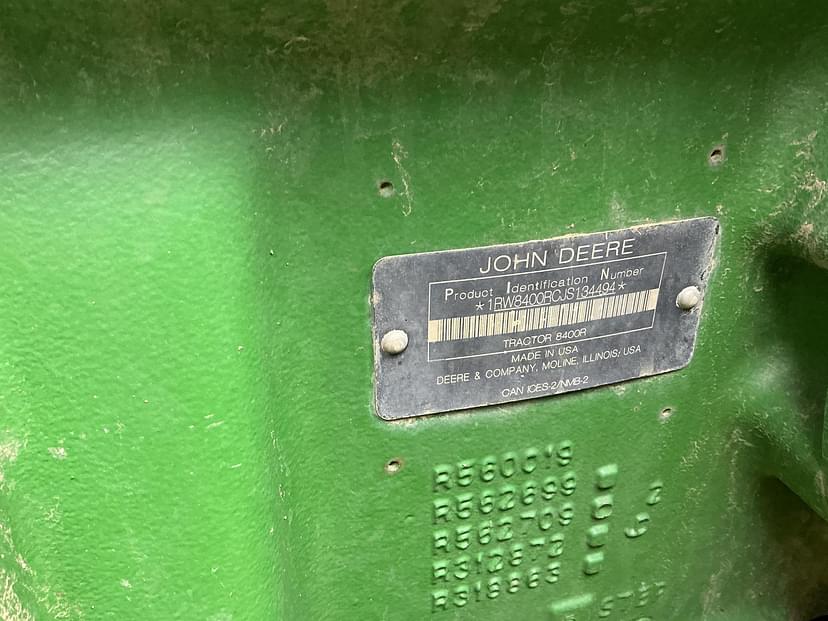 JOHN DEERE
Product Identification Number
*1RW8400RCJS134494*
TRACTOR 8400R
MADE IN USA
DEERE & COMPANY, MOLINE, ILLINOIS, USA
CAN ICES-2/NMB-2
R560019
R562699
R562709
R312872
R318863